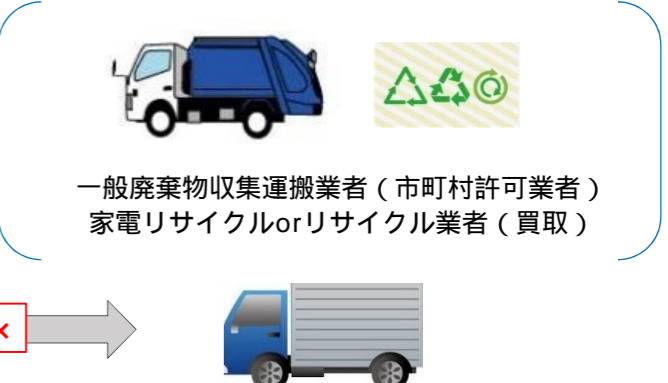 一般廃棄物収集運搬業者（市町村許可業者）
家電リサイクルorリサイクル業者（買取）
×